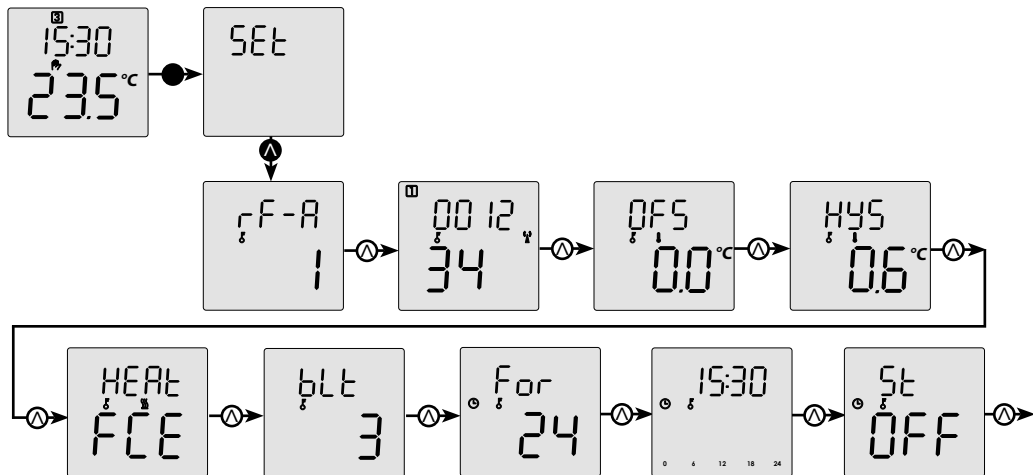 3
15:30
23.5 °C
SEt
rF-A
1
1
0012
34
OFS
0.0 °C
HYS
0.6 °C
HEAt
FCE
bLt
3
For
24
15:30
0 6 12 18 24
St
OFF